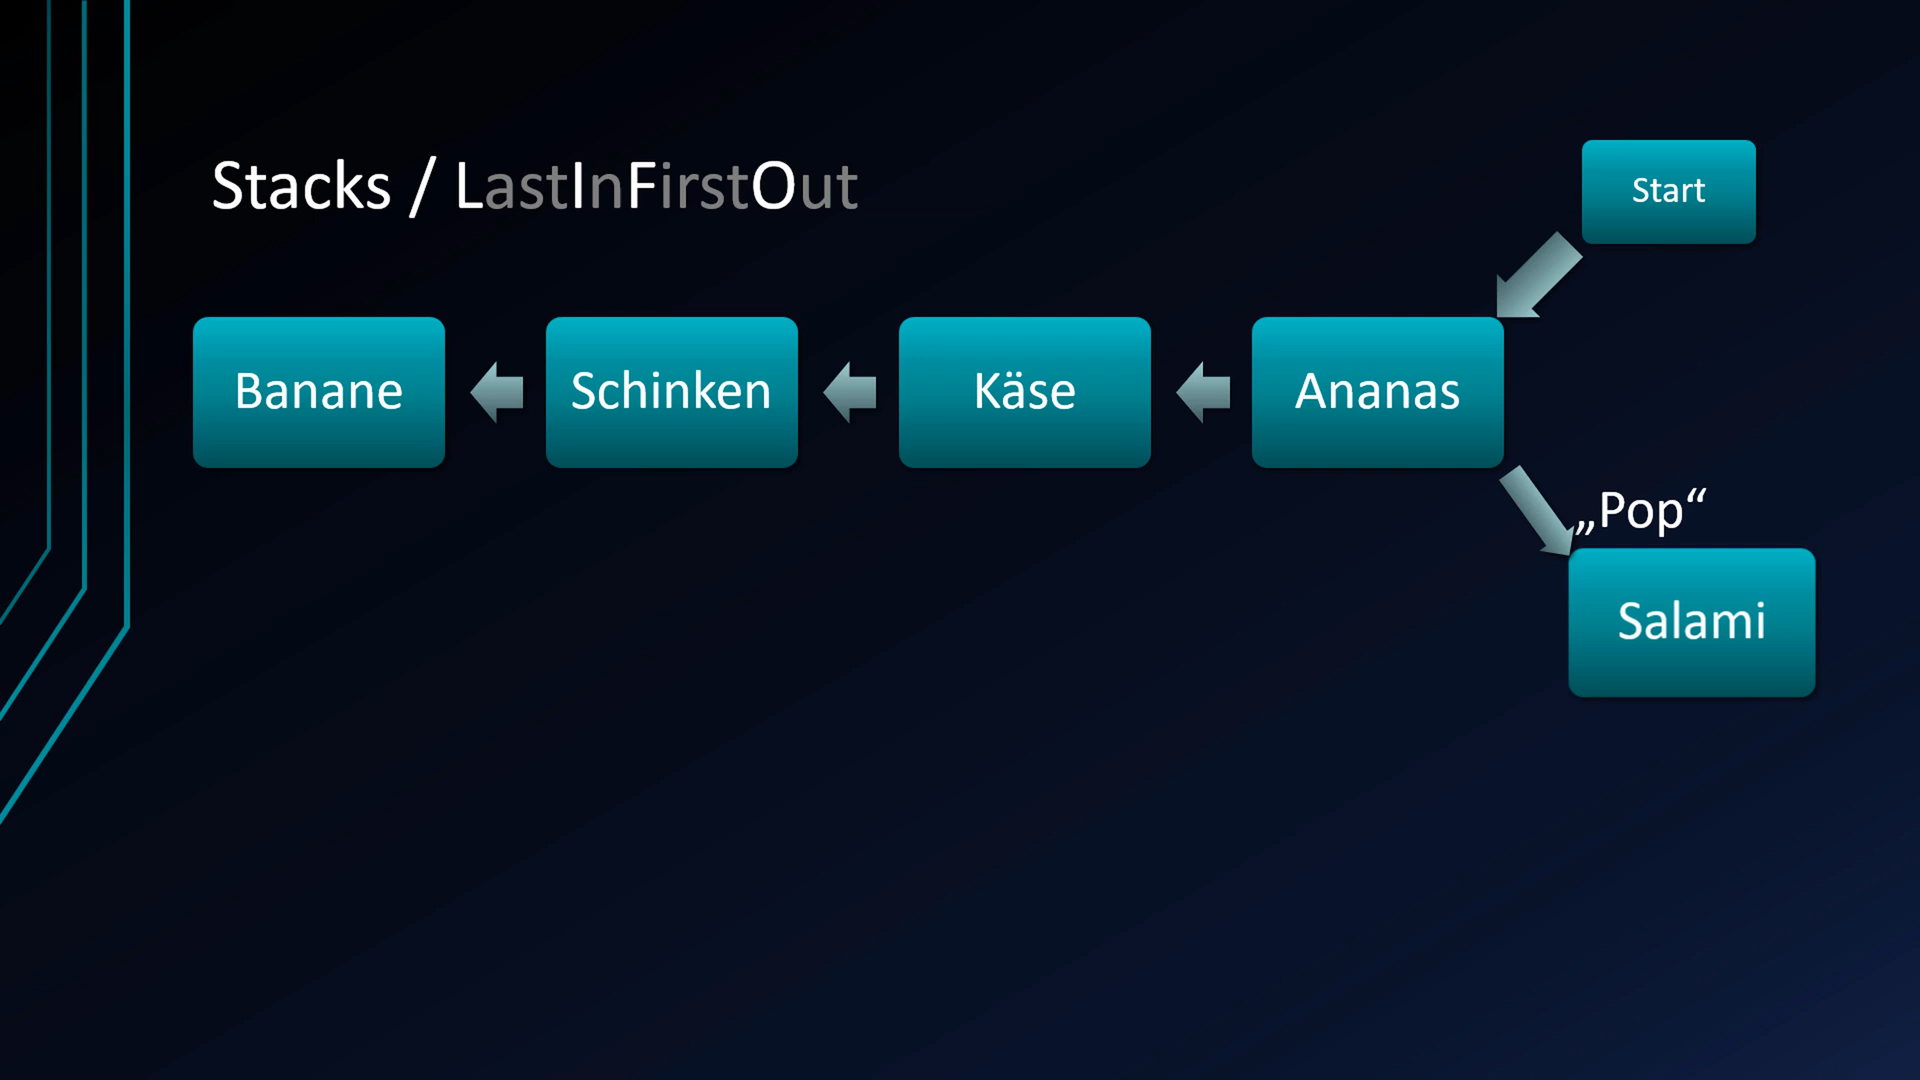 Stacks / LastInFirstOut
Start
Banane
Schinken
Käse
Ananas
„Pop“
Salami